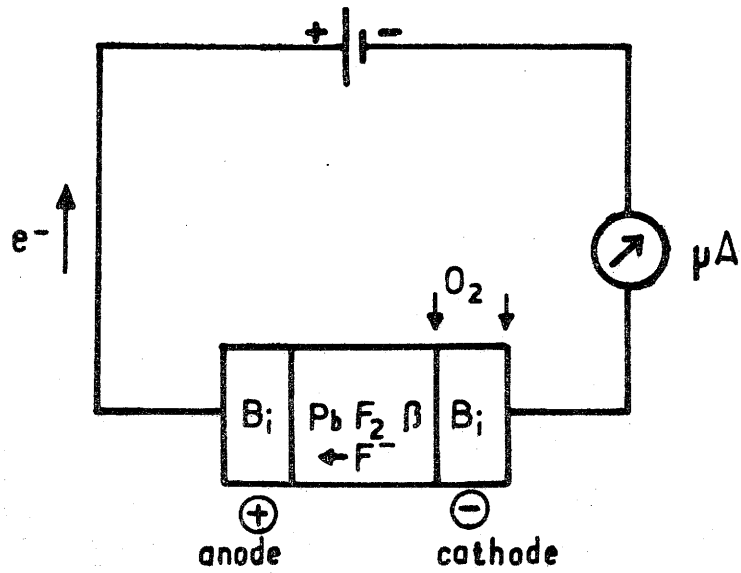 + -
e⁻
μA
O₂
Bi Pb F₂ β Bi
F⁻
+ -
anode cathode